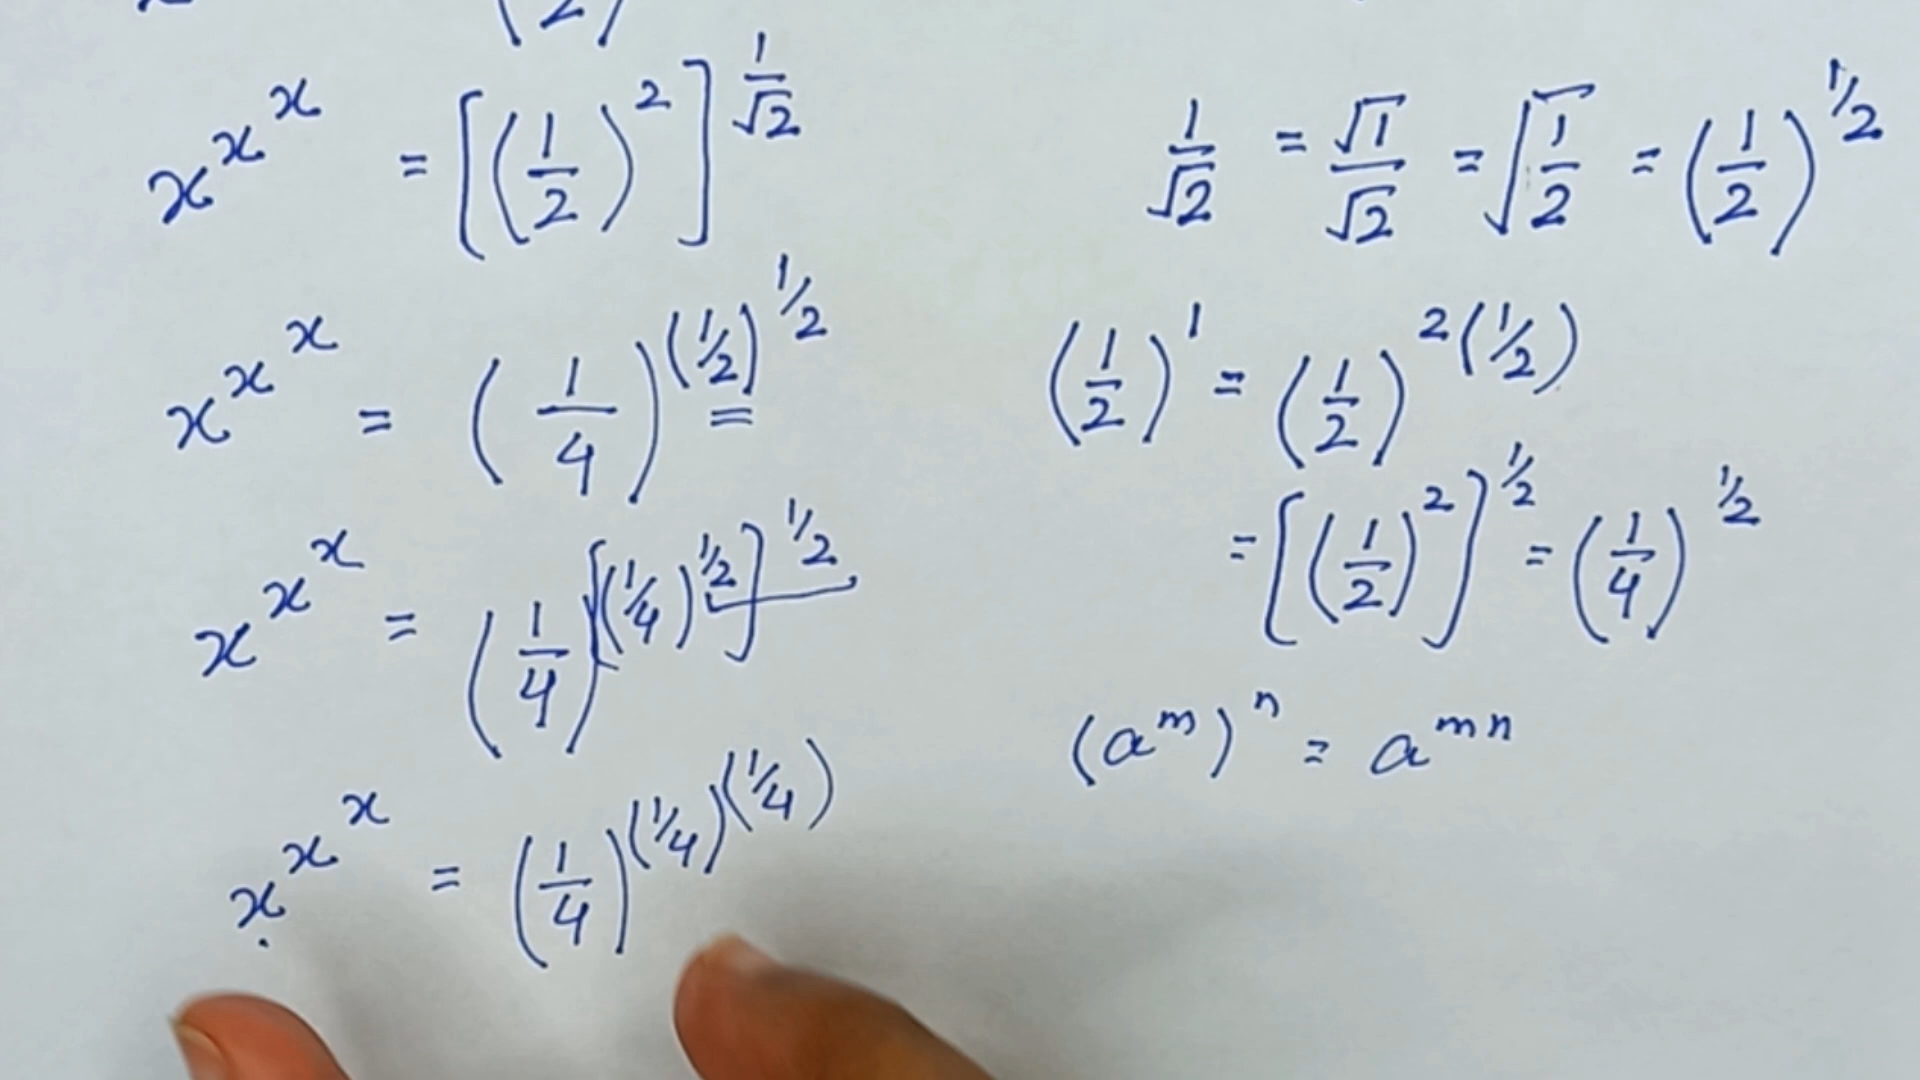 x^{x^x} = [(1/2)^2]^{1/√2}
1/√2 = √1/√2 = √(1/2) = (1/2)^{1/2}
x^{x^x} = (1/4)^{(1/2)^{1/2}}
(1/2)^1 = (1/2)^{2(1/2)}
= [(1/2)^2]^{1/2} = (1/4)^{1/2}
x^{x^x} = (1/4)^{[(1/4)^{1/2}]^{1/2}}
(a^m)^n = a^{mn}
x^{x^x} = (1/4)^{(1/4)^{(1/4)}}